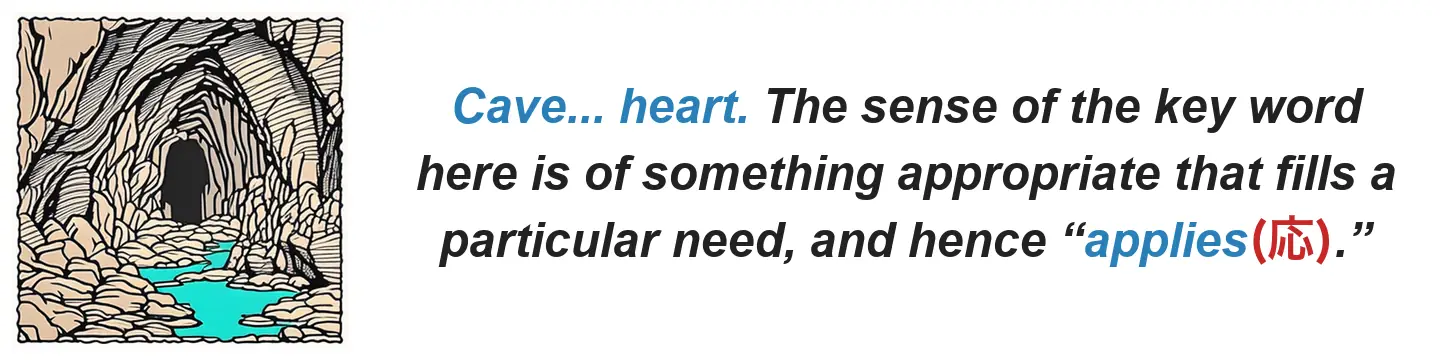 Cave... heart. The sense of the key word
here is of something appropriate that fills a
particular need, and hence “applies(応).”